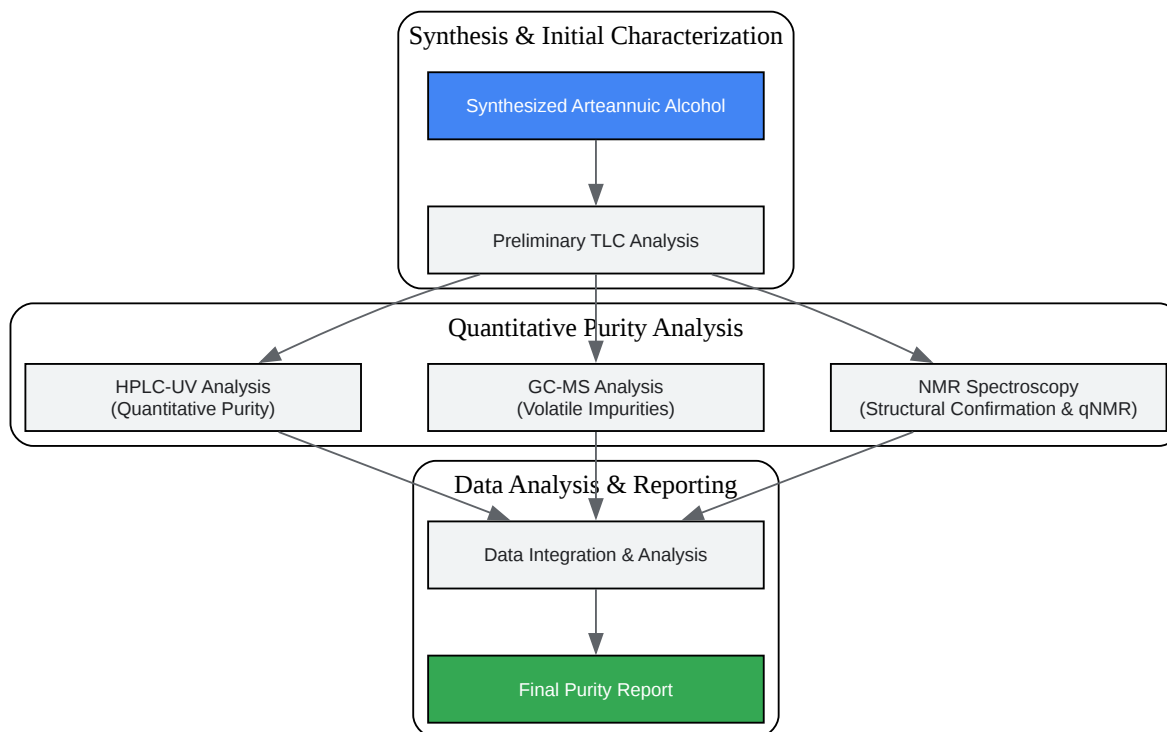 Synthesis & Initial Characterization
Synthesized Arteannuic Alcohol
Preliminary TLC Analysis
Quantitative Purity Analysis
HPLC-UV Analysis
(Quantitative Purity)
GC-MS Analysis
(Volatile Impurities)
NMR Spectroscopy
(Structural Confirmation & qNMR)
Data Analysis & Reporting
Data Integration & Analysis
Final Purity Report